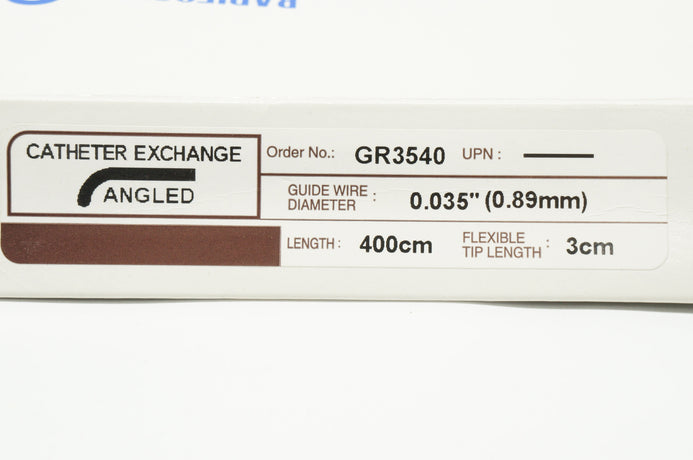 CATHETER EXCHANGE
ANGLED
Order No.: GR3540 UPN :
GUIDE WIRE DIAMETER : 0.035" (0.89mm)
LENGTH : 400cm FLEXIBLE TIP LENGTH : 3cm